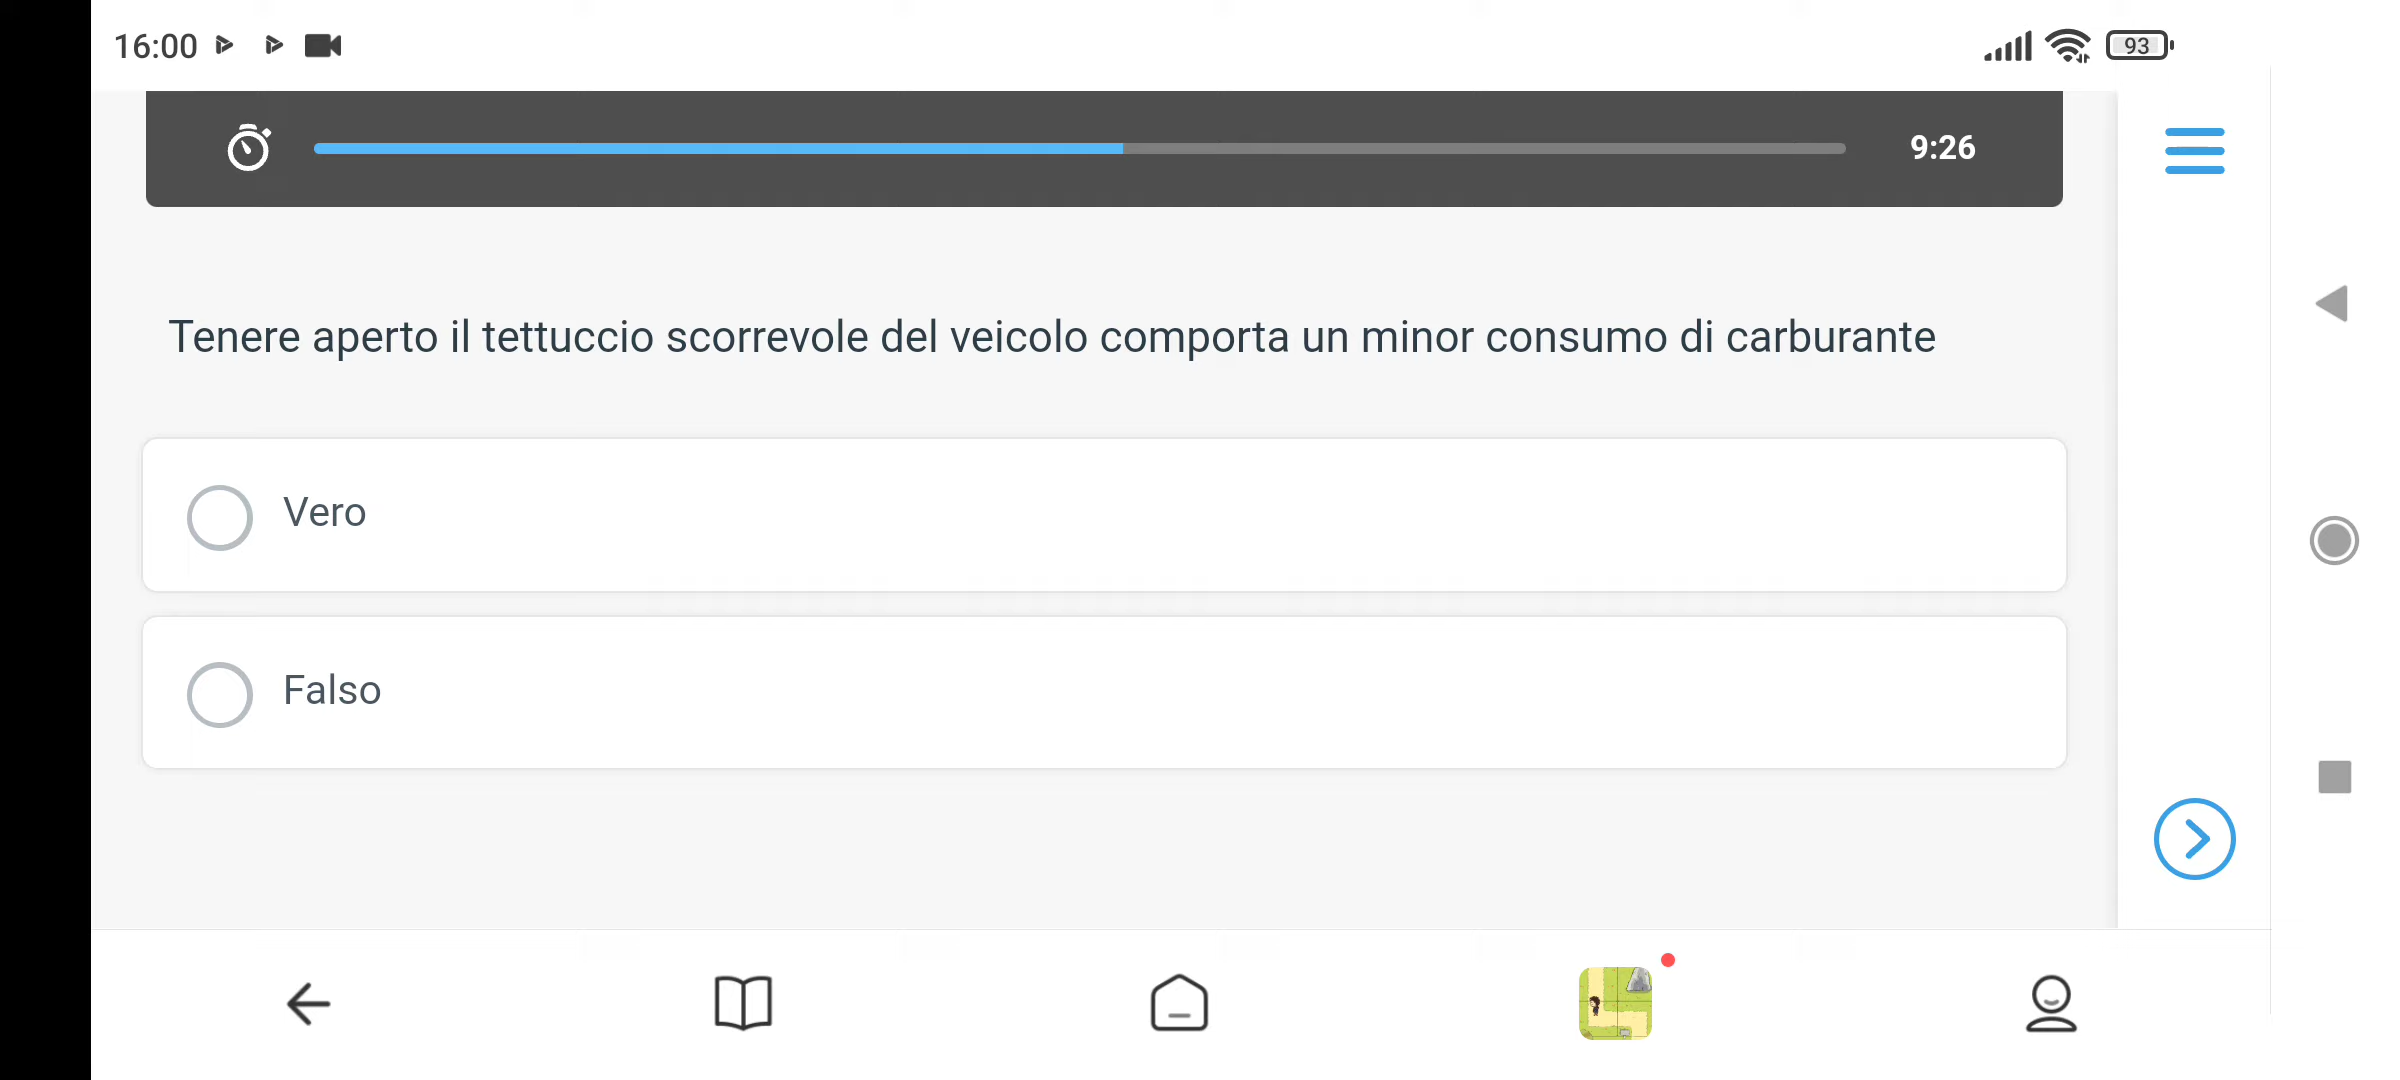 16:00
93
9:26
Tenere aperto il tettuccio scorrevole del veicolo comporta un minor consumo di carburante
Vero
Falso